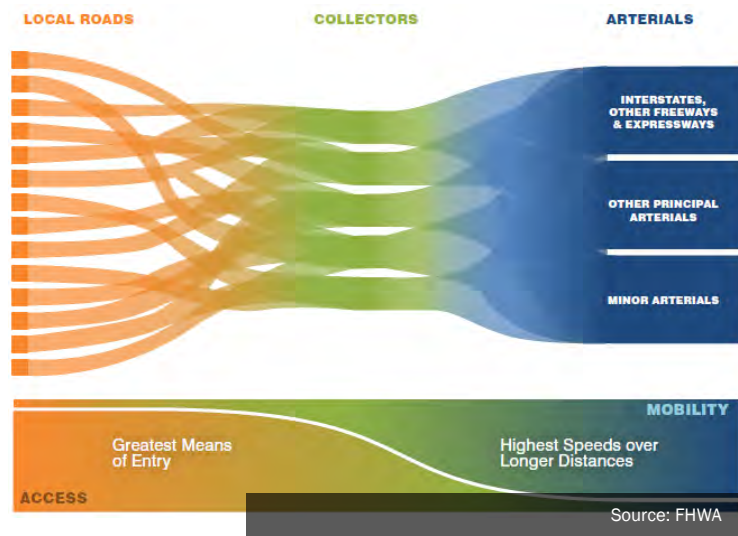 LOCAL ROADS
COLLECTORS
ARTERIALS
INTERSTATES,
OTHER FREEWAYS
& EXPRESSWAYS
OTHER PRINCIPAL
ARTERIALS
MINOR ARTERIALS
MOBILITY
Greatest Means
of Entry
Highest Speeds over
Longer Distances
ACCESS
Source: FHWA